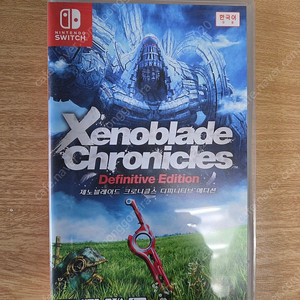 NINTENDO
SWITCH
한국어
Xenoblade
Chronicles
Definitive Edition
제노블레이드 크로니클스 디피니티브 에디션